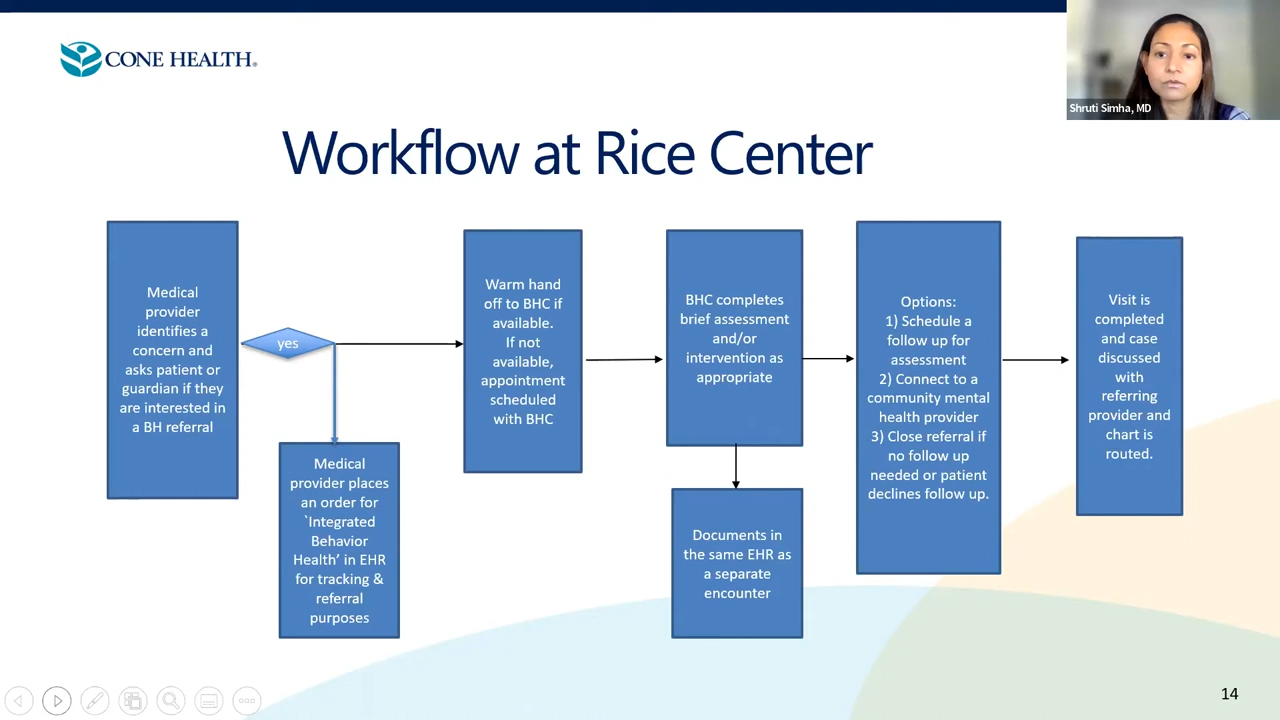 CONE HEALTH®
Shruti Simha, MD
Workflow at Rice Center
Medical
provider
identifies a
concern and
asks patient or
guardian if they
are interested in
a BH referral
yes
Medical
provider places
an order for
`Integrated
Behavior
Health’ in EHR
for tracking &
referral
purposes
Warm hand
off to BHC if
available.
If not
available,
appointment
scheduled
with BHC
BHC completes
brief assessment
and/or
intervention as
appropriate
Documents in
the same EHR as
a separate
encounter
Options:
1) Schedule a
follow up for
assessment
2) Connect to a
community mental
health provider
3) Close referral if
no follow up
needed or patient
declines follow up.
Visit is
completed
and case
discussed
with
referring
provider and
chart is
routed.
14